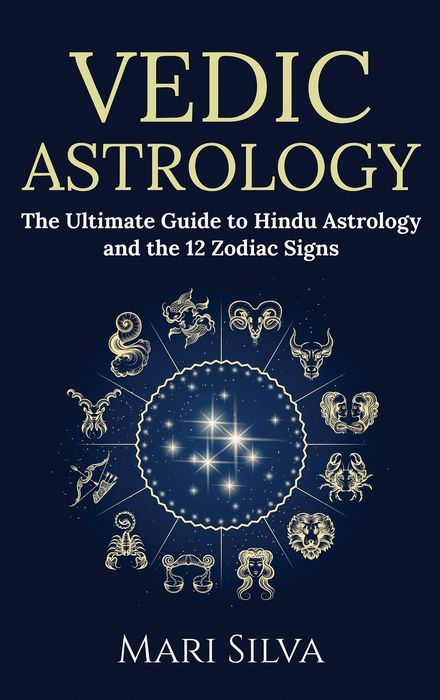 VEDIC
ASTROLOGY
The Ultimate Guide to Hindu Astrology
and the 12 Zodiac Signs
MARI SILVA